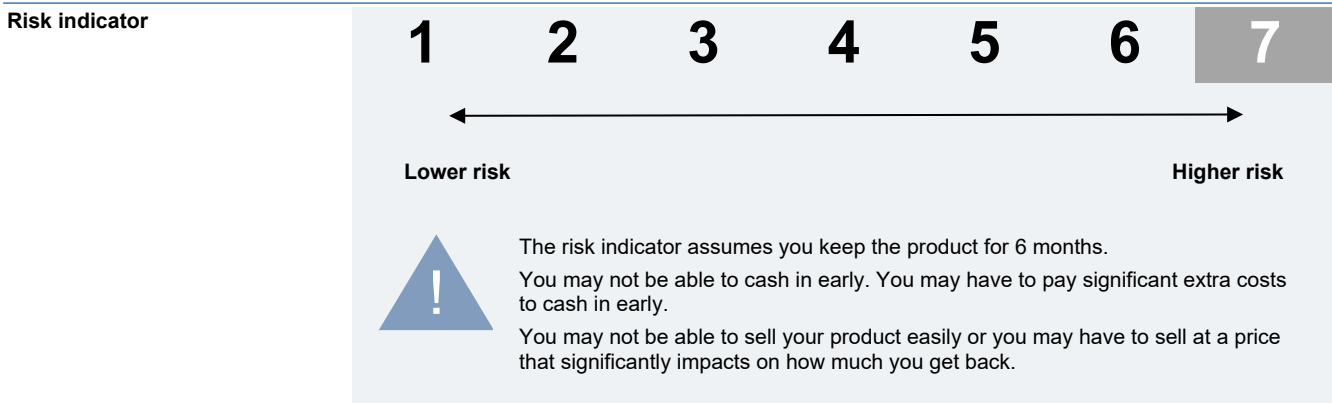 Risk indicator
1 2 3 4 5 6 7
Lower risk Higher risk
!
The risk indicator assumes you keep the product for 6 months.
You may not be able to cash in early. You may have to pay significant extra costs
to cash in early.
You may not be able to sell your product easily or you may have to sell at a price
that significantly impacts on how much you get back.